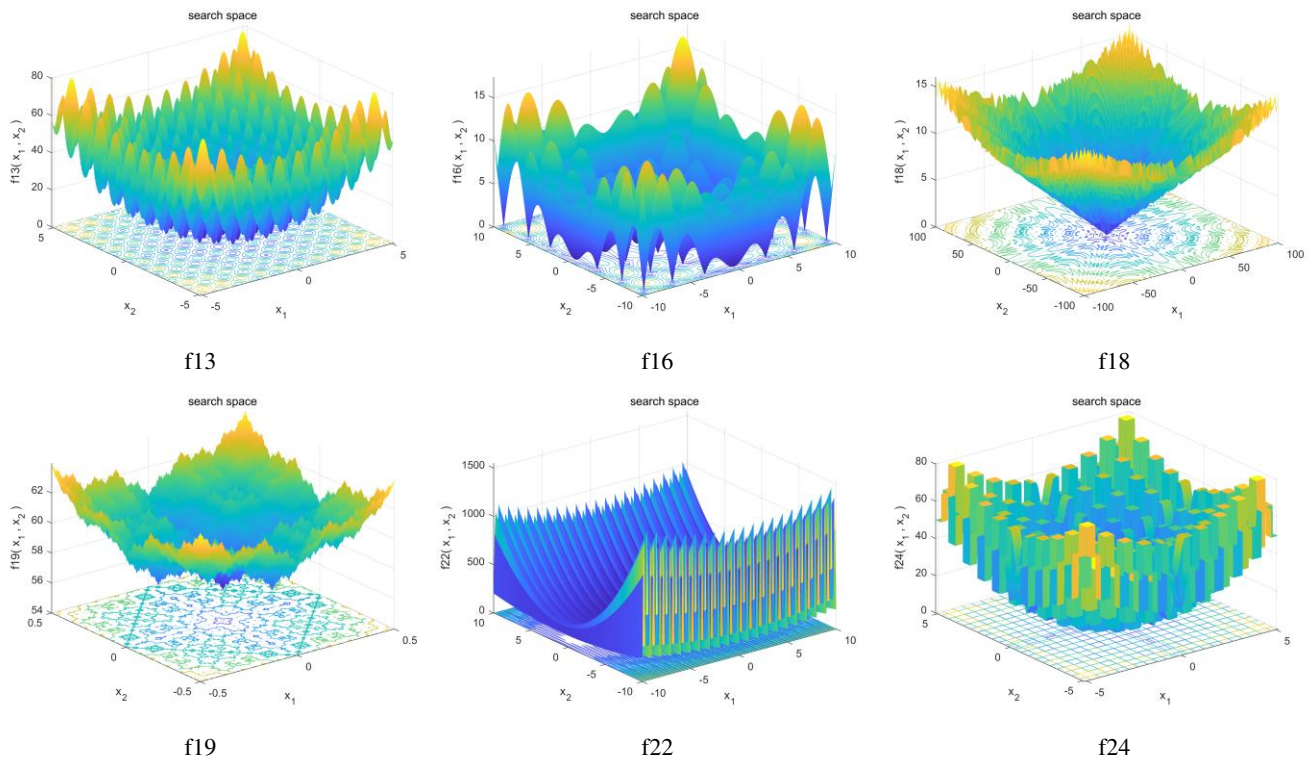 search space
80
60
40
20
0
f13( x1 , x2 )
5
0
-5
x2
-5
0
5
x1
f13
search space
15
10
5
0
f16( x1 , x2 )
10
5
0
-5
-10
x2
-10
-5
0
5
10
x1
f16
search space
15
10
5
0
f18( x1 , x2 )
100
50
0
-50
-100
x2
-100
-50
0
50
100
x1
f18
search space
62
60
58
56
54
f19( x1 , x2 )
0.5
0
-0.5
x2
-0.5
0
0.5
x1
f19
search space
1500
1000
500
0
f22( x1 , x2 )
10
5
0
-5
-10
x2
-10
-5
0
5
10
x1
f22
search space
80
60
40
20
0
f24( x1 , x2 )
5
0
-5
x2
-5
0
5
x1
f24